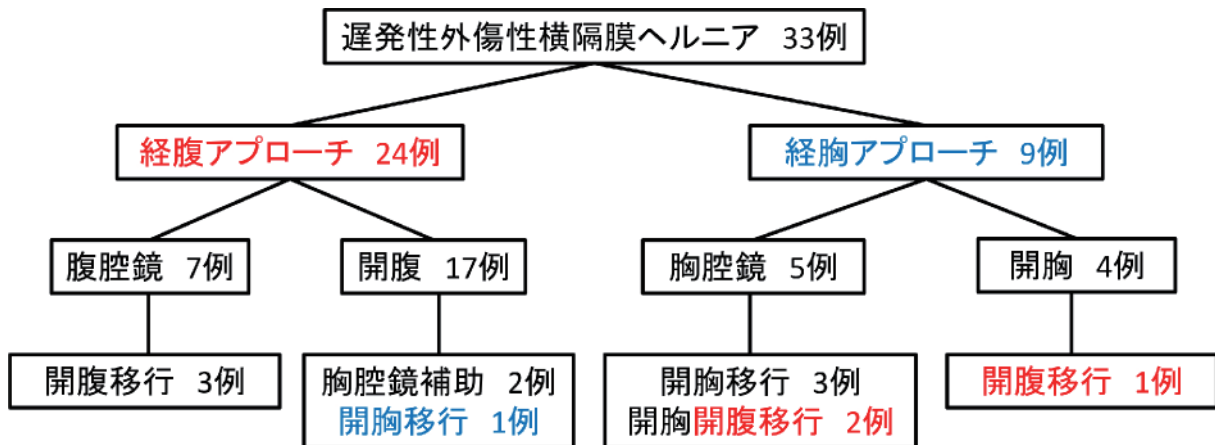 遅発性外傷性横隔膜ヘルニア 33例
経腹アプローチ 24例
経胸アプローチ 9例
腹腔鏡 7例
開腹 17例
胸腔鏡 5例
開胸 4例
開腹移行 3例
胸腔鏡補助 2例
開胸移行 1例
開胸移行 3例
開胸開腹移行 2例
開腹移行 1例